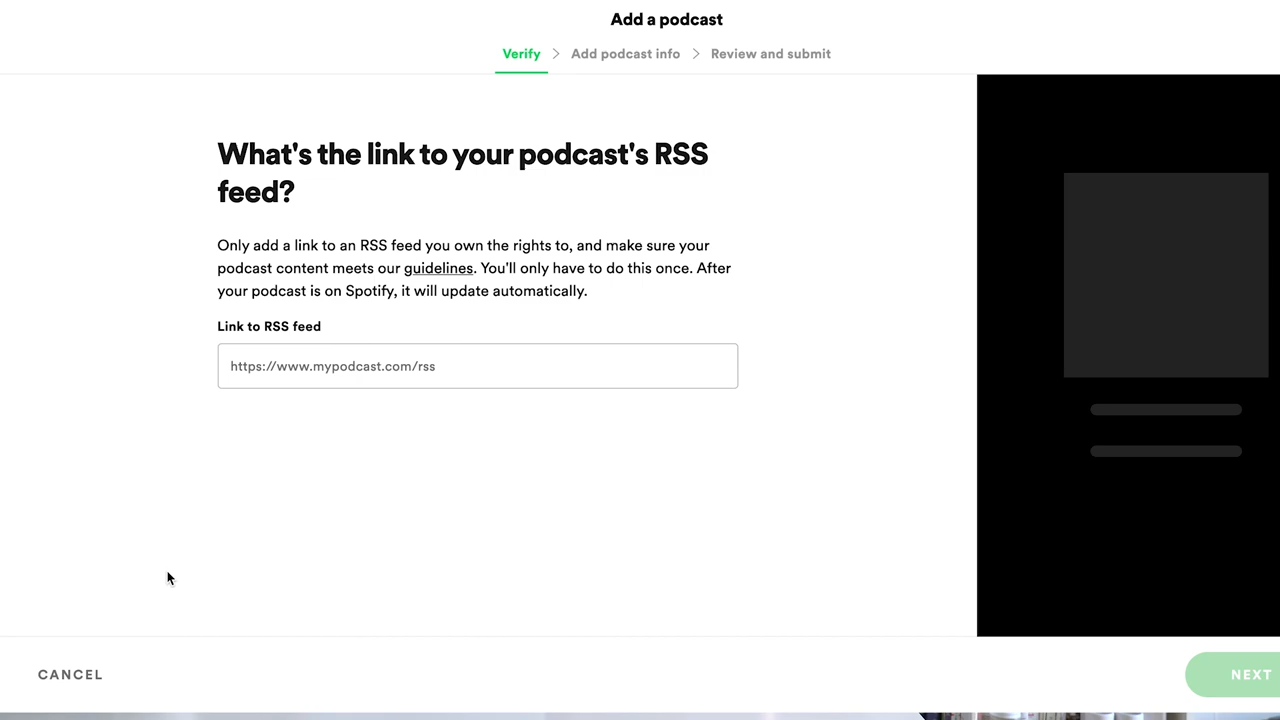 Add a podcast
Verify > Add podcast info > Review and submit
What's the link to your podcast's RSS
feed?
Only add a link to an RSS feed you own the rights to, and make sure your
podcast content meets our guidelines. You'll only have to do this once. After
your podcast is on Spotify, it will update automatically.
Link to RSS feed
https://www.mypodcast.com/rss
CANCEL
NEXT